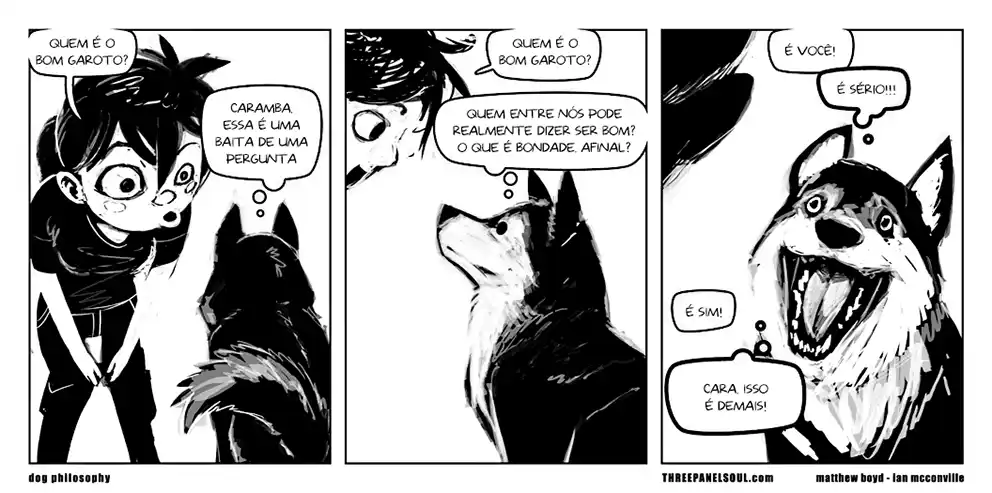 QUEM É O
BOM GAROTO?
CARAMBA,
ESSA É UMA
BAITA DE UMA
PERGUNTA
QUEM É O
BOM GAROTO?
QUEM ENTRE NÓS PODE
REALMENTE DIZER SER BOM?
O QUE É BONDADE, AFINAL?
É VOCÊ!
É SÉRIO!!!
É SIM!
CARA, ISSO
É DEMAIS!
dog philosophy
THREEPANELSOUL.com
matthew boyd - ian mcconville